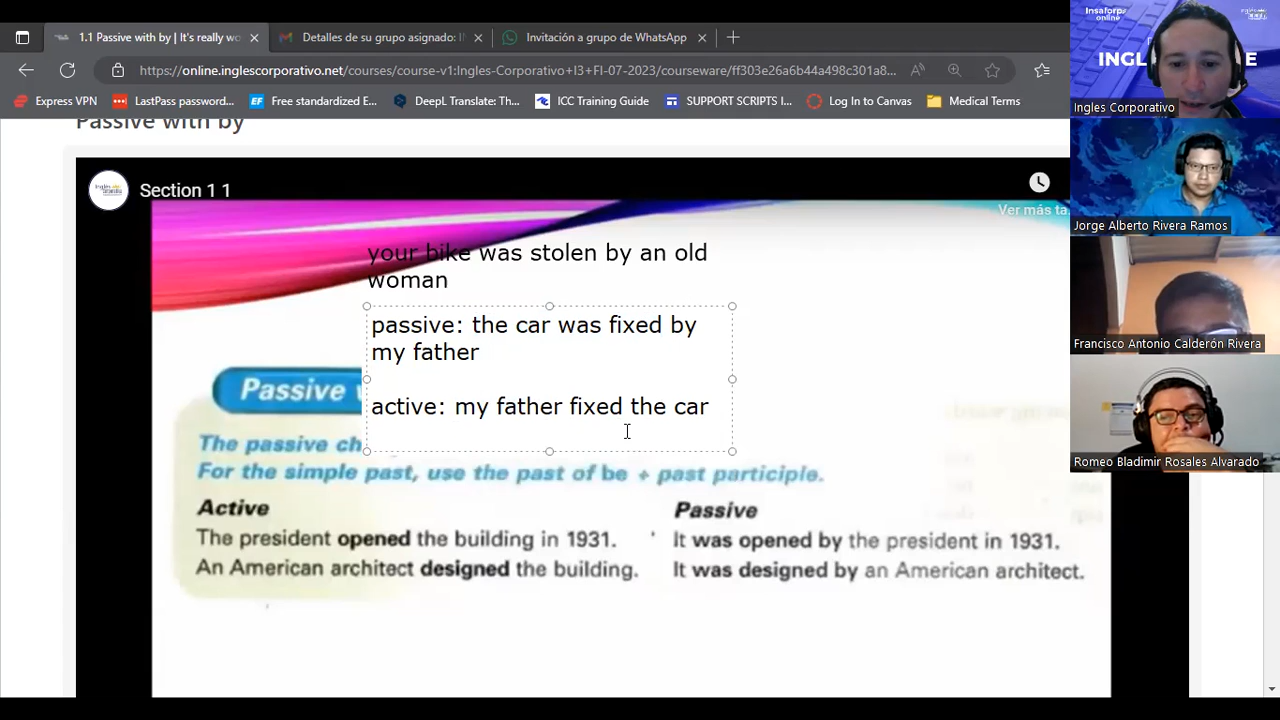 1.1 Passive with by | It's really wo
Detalles de su grupo asignado: I
Invitación a grupo de WhatsApp
https://online.inglescorporativo.net/courses/course-v1:Ingles-Corporativo+I3+FI-07-2023/courseware/ff303e26a6b44a498c301a8...
Express VPN
LastPass password...
Free standardized E...
DeepL Translate: Th...
ICC Training Guide
SUPPORT SCRIPTS I...
Log In to Canvas
Medical Terms
Passive with by
Section 1 1
Ver más ta
your bike was stolen by an old
woman
passive: the car was fixed by
my father
active: my father fixed the car
Passive
The passive ch
For the simple past, use the past of be + past participle.
Active
The president opened the building in 1931.
An American architect designed the building.
Passive
It was opened by the president in 1931.
It was designed by an American architect.
Insaforp
online
INGL
E
Ingles Corporativo
Jorge Alberto Rivera Ramos
Francisco Antonio Calderón Rivera
Romeo Bladimir Rosales Alvarado